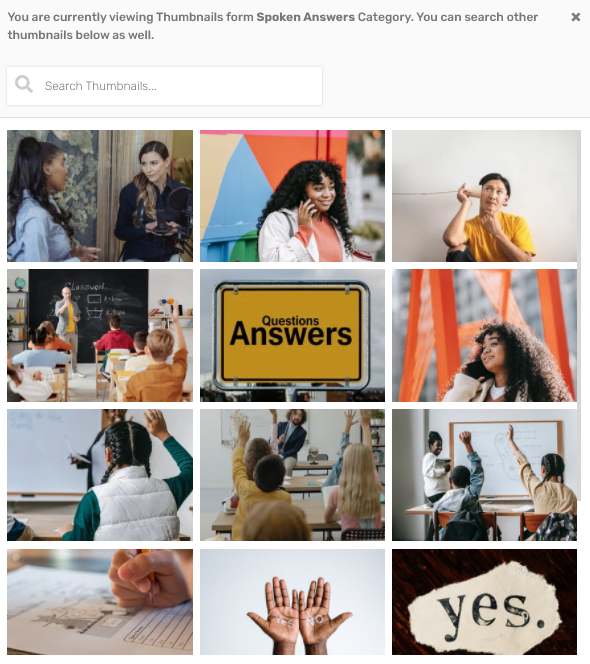 You are currently viewing Thumbnails form Spoken Answers Category. You can search other
thumbnails below as well.
×
Search Thumbnails...
Classwork
Questions
Answers
YES NO
yes.